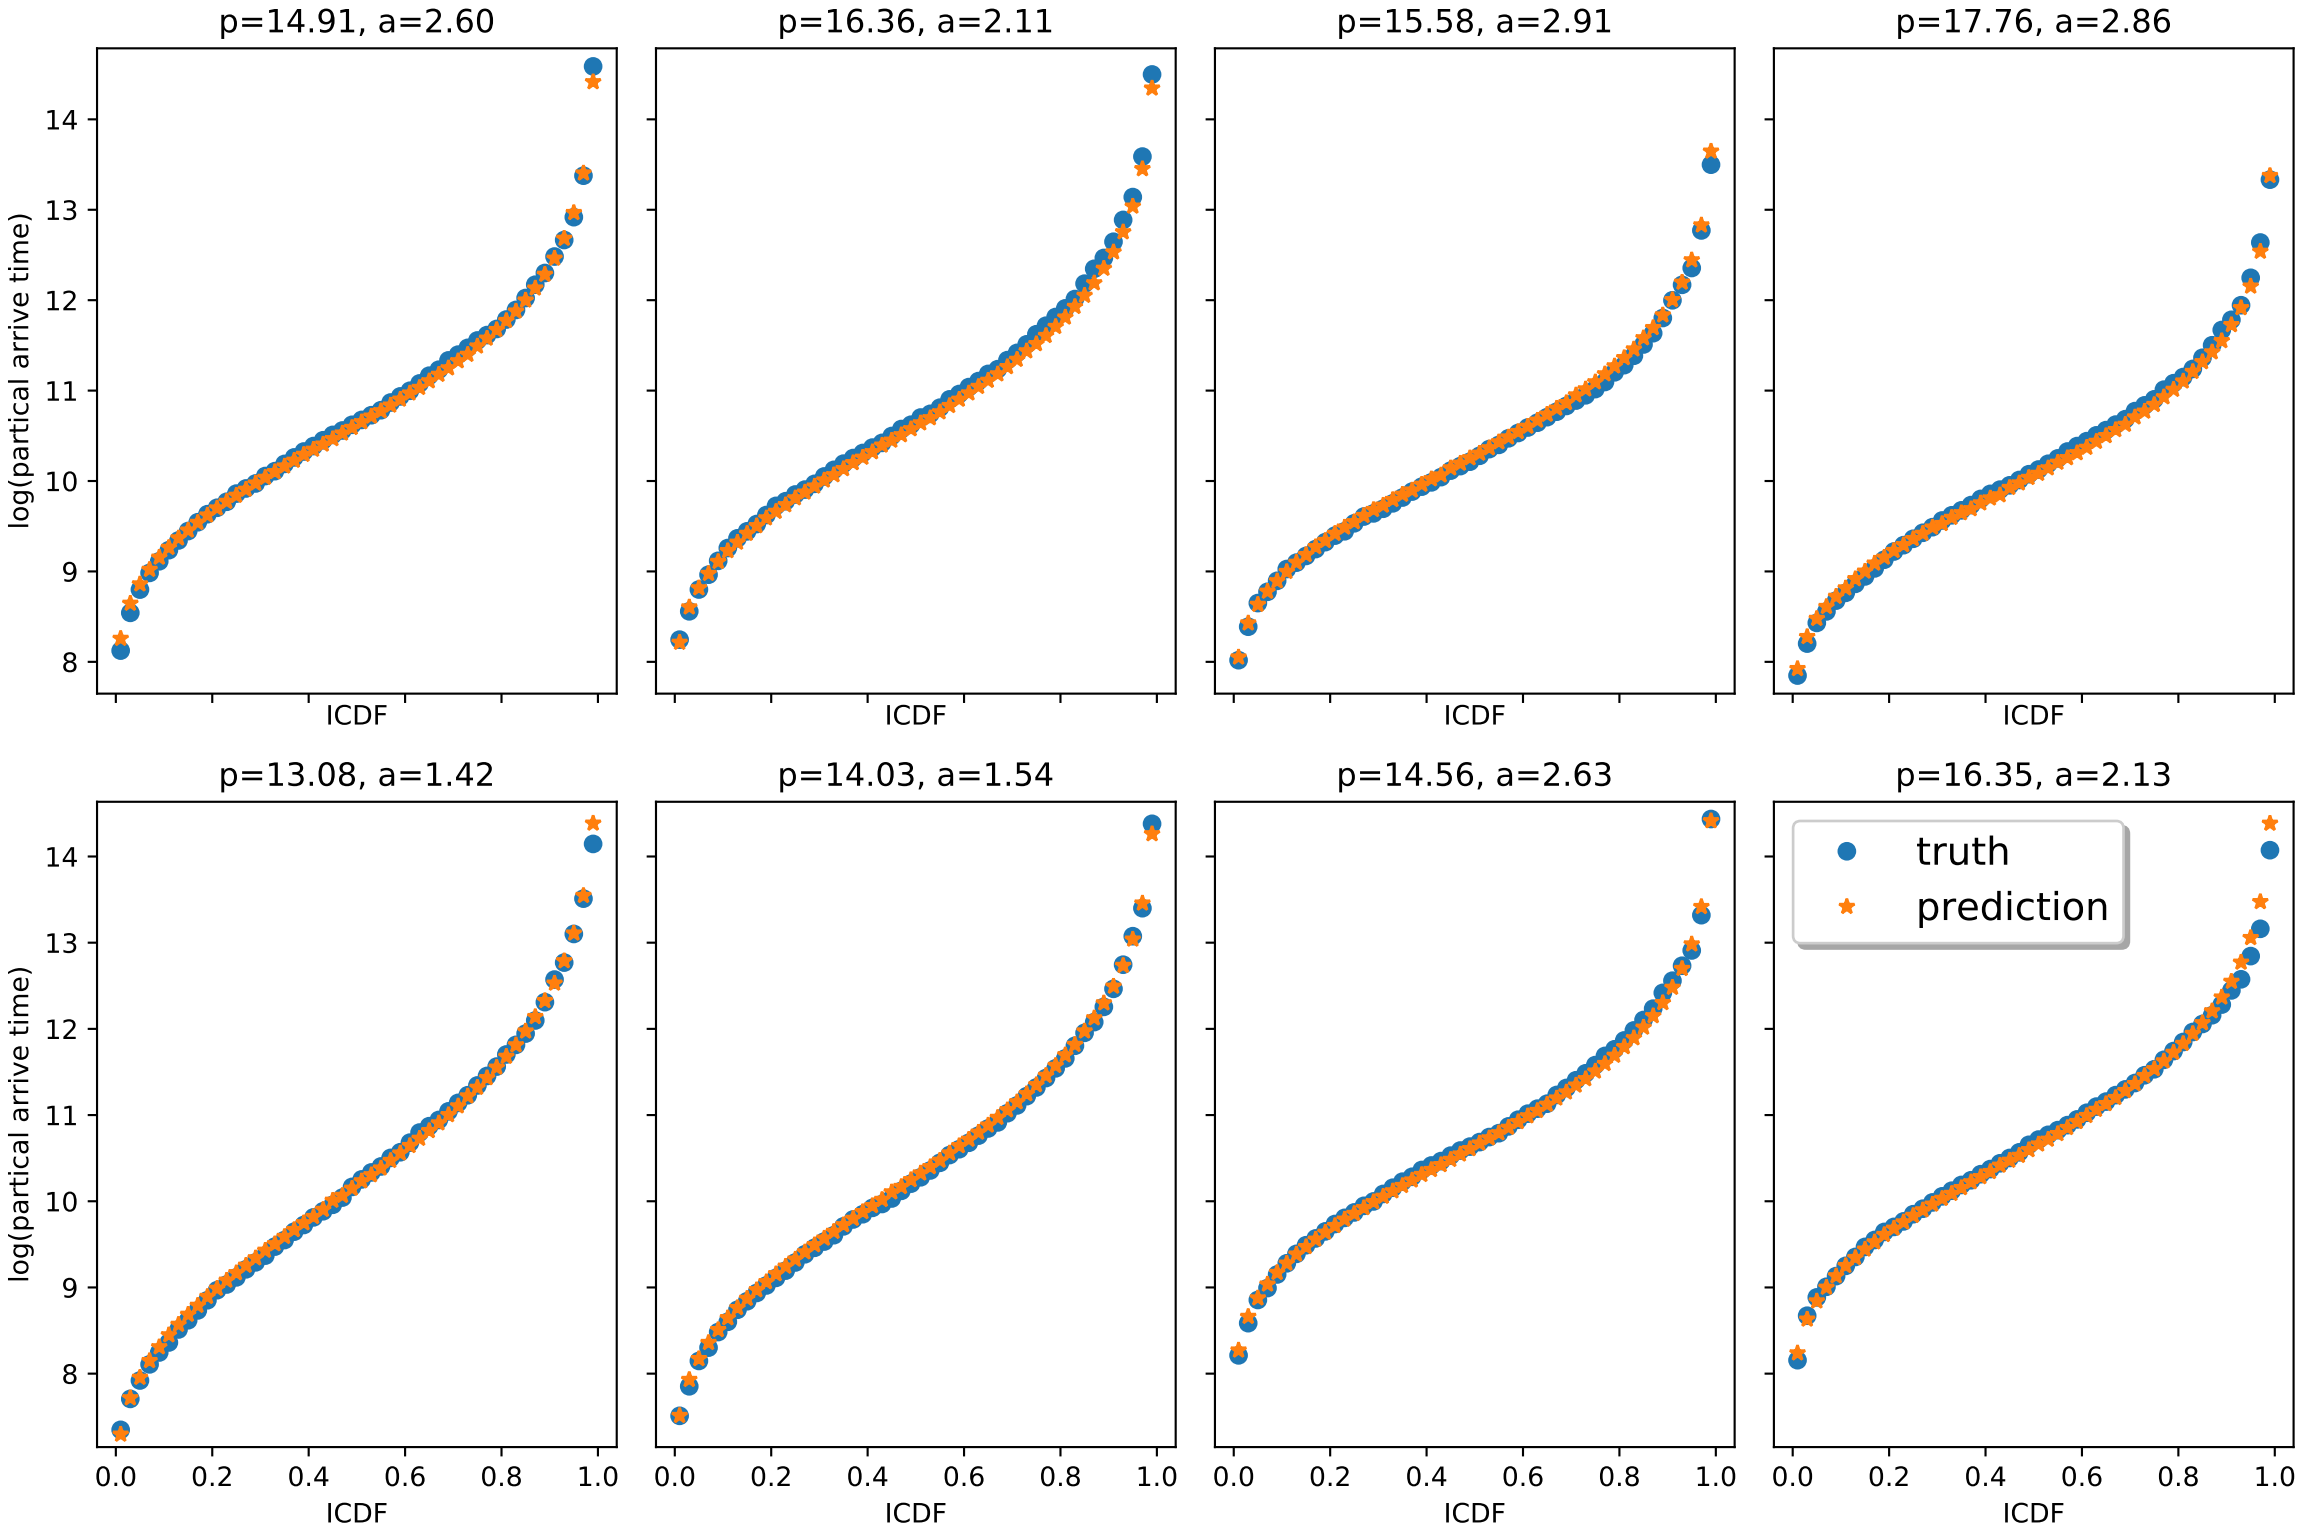 p=14.91, a=2.60
p=16.36, a=2.11
p=15.58, a=2.91
p=17.76, a=2.86
log(partical arrive time)
14
13
12
11
10
9
8
ICDF
ICDF
ICDF
ICDF
p=13.08, a=1.42
p=14.03, a=1.54
p=14.56, a=2.63
p=16.35, a=2.13
log(partical arrive time)
14
13
12
11
10
9
8
truth
prediction
0.0 0.2 0.4 0.6 0.8 1.0
0.0 0.2 0.4 0.6 0.8 1.0
0.0 0.2 0.4 0.6 0.8 1.0
0.0 0.2 0.4 0.6 0.8 1.0
ICDF
ICDF
ICDF
ICDF